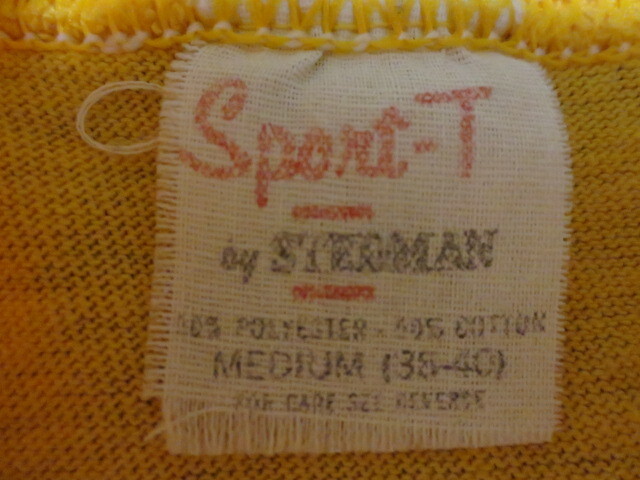 Sport-T
by STEDMAN
POLYESTER - COTTON
MEDIUM (38-40)
FOR CARE SEE REVERSE